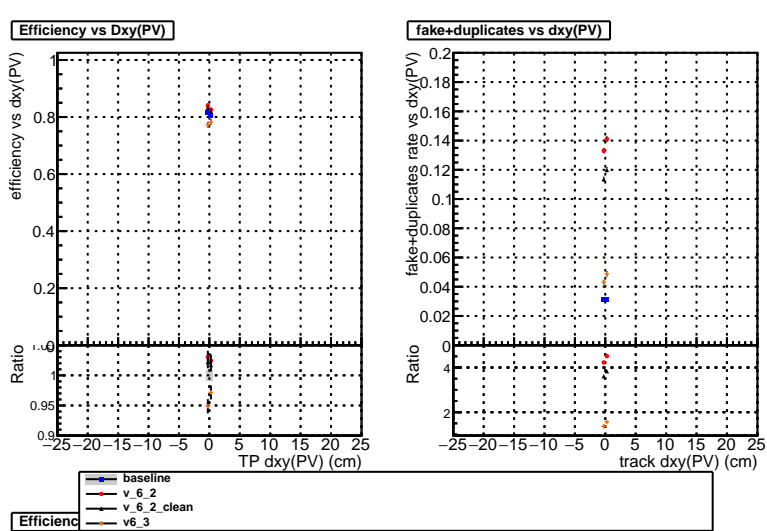 Efficiency vs Dxy(PV)
efficiency vs dxy(PV)
1
0.8
0.6
0.4
0.2
0
Ratio
1
0.95
0.9
−25 −20 −15 −10 −5 0 5 10 15 20 25
TP dxy(PV) (cm)
fake+duplicates vs dxy(PV)
fake+duplicates rate vs dxy(PV)
0.2
0.18
0.16
0.14
0.12
0.1
0.08
0.06
0.04
0.02
0
Ratio
4
2
−25 −20 −15 −10 −5 0 5 10 15 20 25
track dxy(PV) (cm)
baseline
v_6_2
v_6_2_clean
v6_3
Efficienc